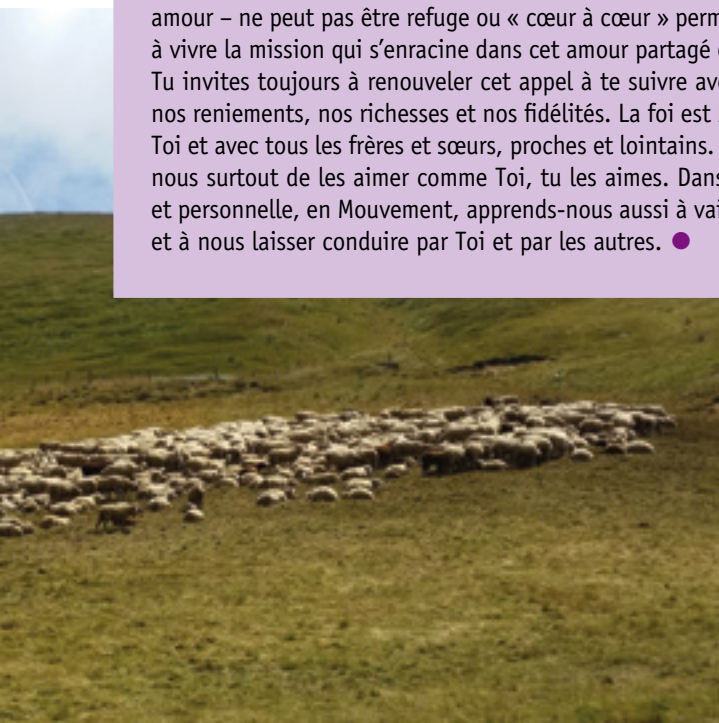 amour – ne peut pas être refuge ou « cœur à cœur »
à vivre la mission qui s’enracine dans cet amour partagé
Tu invites toujours à renouveler cet appel à te suivre
nos reniements, nos richesses et nos fidélités. La foi est
Toi et avec tous les frères et sœurs, proches et lointains.
nous surtout de les aimer comme Toi, tu les aimes. Dans
et personnelle, en Mouvement, apprends-nous aussi à
et à nous laisser conduire par Toi et par les autres. ●